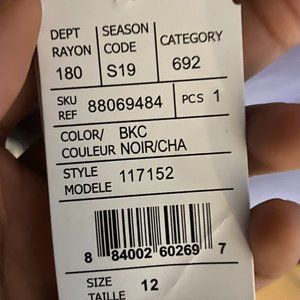 DEPT SEASON CATEGORY
RAYON CODE
180 S19 692
SKU 88069484 PCS 1
REF
COLOR/ BKC
COULEUR NOIR/CHA
STYLE 117152
MODELE
8 84002 60269 7
SIZE 12
TAILLE